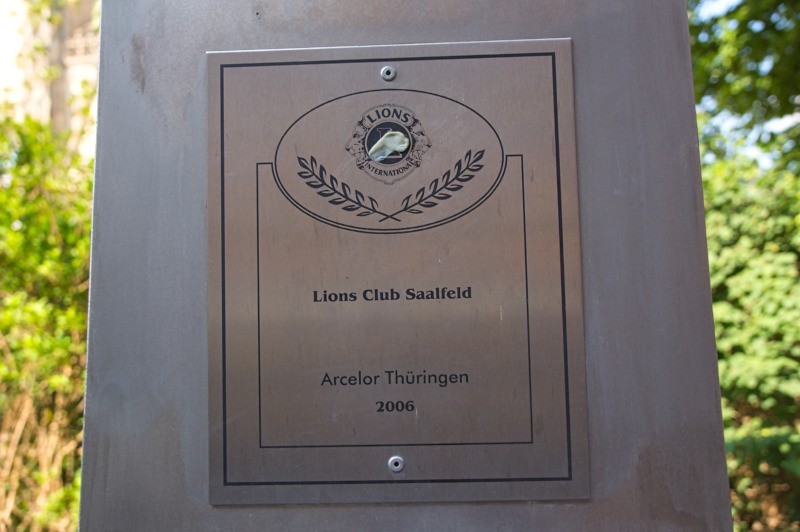 LIONS
L
INTERNATIONAL
Lions Club Saalfeld
Arcelor Thüringen
2006